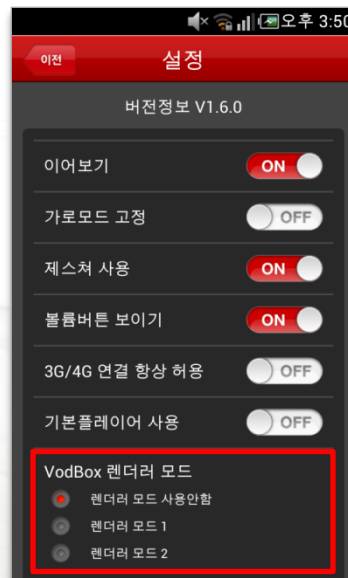 오후 3:50
이전
설정
버전정보 V1.6.0
이어보기 ON
가로모드 고정 OFF
제스쳐 사용 ON
볼륨버튼 보이기 ON
3G/4G 연결 항상 허용 OFF
기본플레이어 사용 OFF
VodBox 렌더러 모드
렌더러 모드 사용안함
렌더러 모드 1
렌더러 모드 2